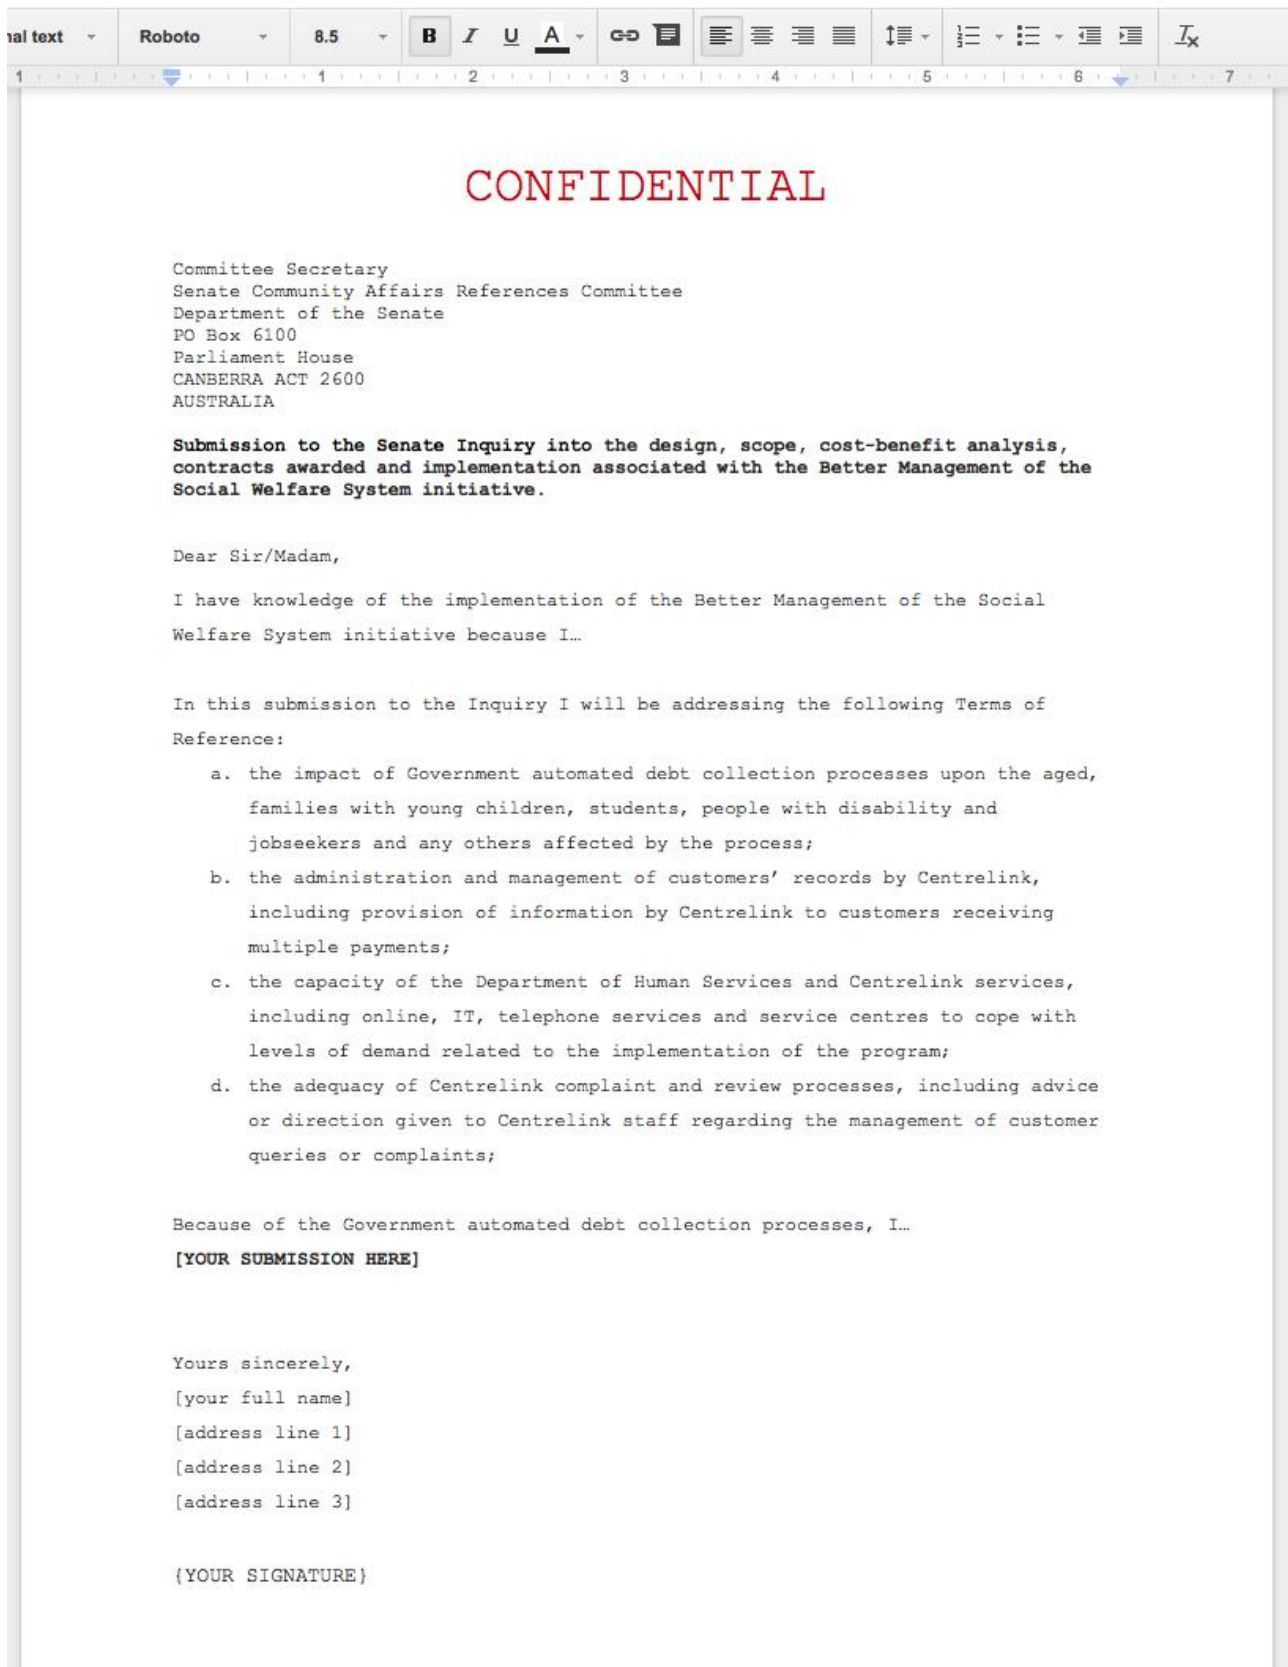 nal text Roboto 8.5 B I U A
1 1 2 3 4 5 6 7
CONFIDENTIAL
Committee Secretary
Senate Community Affairs References Committee
Department of the Senate
PO Box 6100
Parliament House
CANBERRA ACT 2600
AUSTRALIA
Submission to the Senate Inquiry into the design, scope, cost-benefit analysis,
contracts awarded and implementation associated with the Better Management of the
Social Welfare System initiative.
Dear Sir/Madam,
I have knowledge of the implementation of the Better Management of the Social
Welfare System initiative because I…
In this submission to the Inquiry I will be addressing the following Terms of
Reference:
a. the impact of Government automated debt collection processes upon the aged,
families with young children, students, people with disability and
jobseekers and any others affected by the process;
b. the administration and management of customers’ records by Centrelink,
including provision of information by Centrelink to customers receiving
multiple payments;
c. the capacity of the Department of Human Services and Centrelink services,
including online, IT, telephone services and service centres to cope with
levels of demand related to the implementation of the program;
d. the adequacy of Centrelink complaint and review processes, including advice
or direction given to Centrelink staff regarding the management of customer
queries or complaints;
Because of the Government automated debt collection processes, I…
[YOUR SUBMISSION HERE]
Yours sincerely,
[your full name]
[address line 1]
[address line 2]
[address line 3]
{YOUR SIGNATURE}